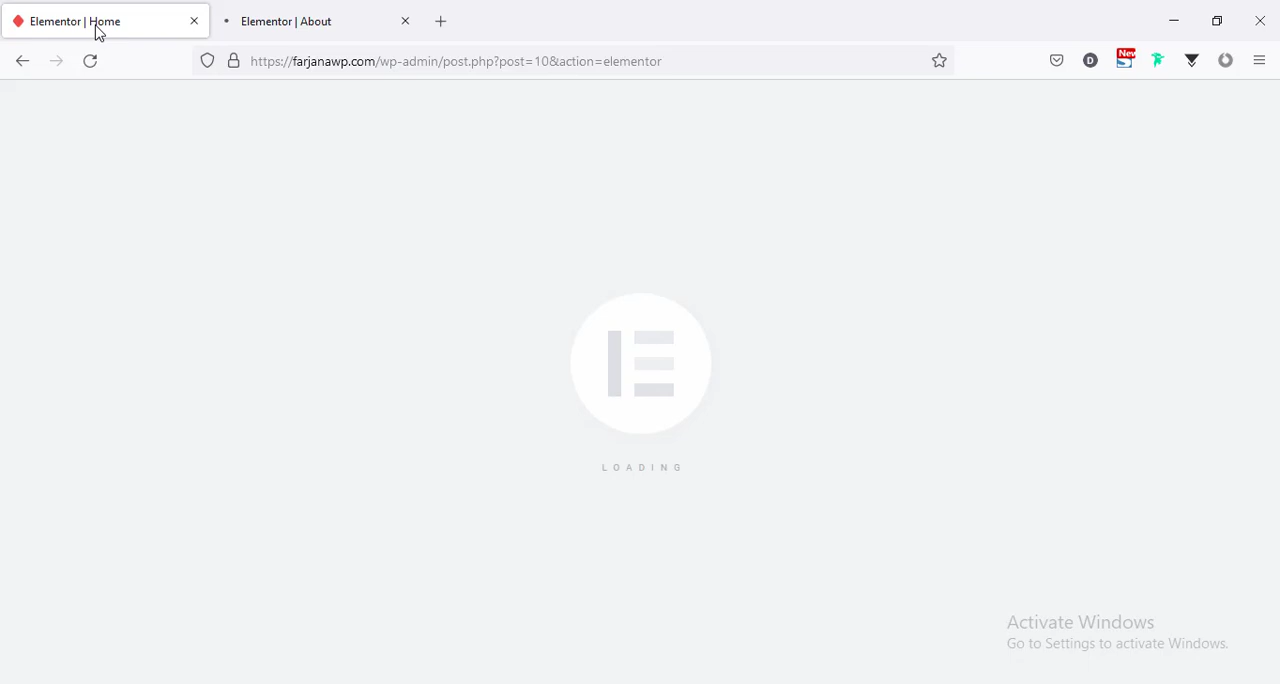 Elementor | Home
Elementor | About
https://farjanawp.com/wp-admin/post.php?post=10&action=elementor
D
New
LOADING
Activate Windows
Go to Settings to activate Windows.